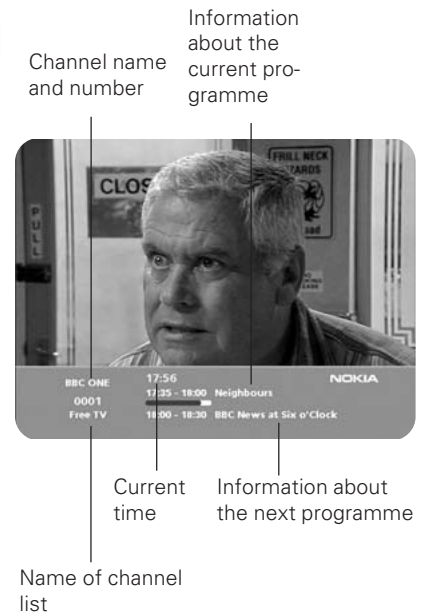 Information
about the
current pro-
gramme
Channel name
and number
FRILL NECK
CLOS
PULL
BBC ONE
0001
Free TV
17:56
17:35 - 18:00 Neighbours
18:00 - 18:30 BBC News at Six o'Clock
NOKIA
Current
time
Information about
the next programme
Name of channel
list